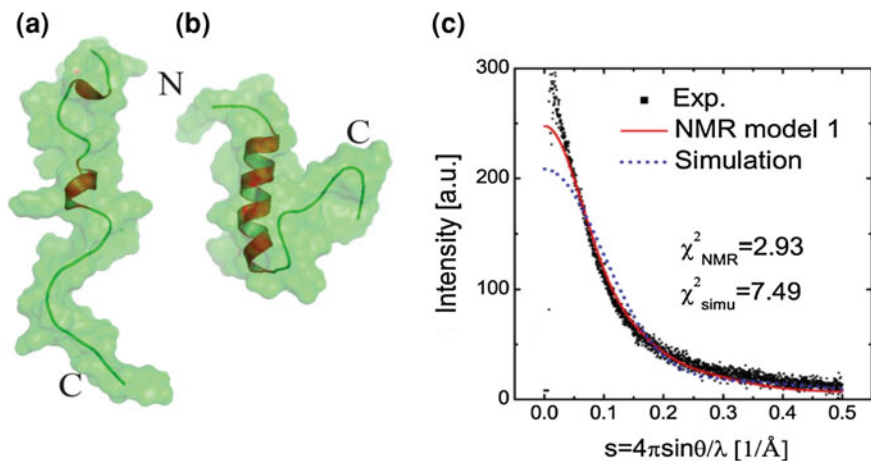 (a)
(b)
(c)
N
C
C
300
200
100
0
Intensity [a.u.]
Exp.
NMR model 1
Simulation
χ²NMR=2.93
χ²simu=7.49
0.0 0.1 0.2 0.3 0.4 0.5
s=4πsinθ/λ [1/Å]